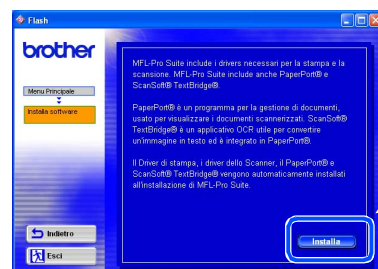 Flash
brother
Menu Principale
Installa software
MFL-Pro Suite include i drivers necessari per la stampa e la
scansione. MFL-Pro Suite include anche PaperPort® e
ScanSoft® TextBridge®.
PaperPort® è un programma per la gestione di documenti,
usato per visualizzare i documenti scannerizzati. ScanSoft®
TextBridge® è un applicativo OCR utile per convertire
un'immagine in testo ed è integrato in PaperPort®.
Il Driver di stampa, i driver dello Scanner, il PaperPort® e
ScanSoft® TextBridge® vengono automaticamente installati
all'installazione di MFL-Pro Suite.
Indietro
Esci
Installa